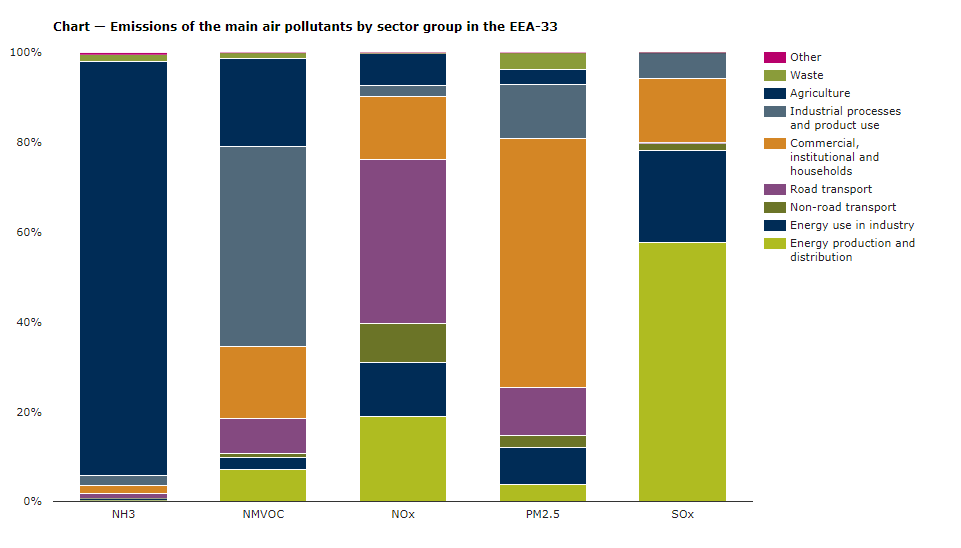 Chart — Emissions of the main air pollutants by sector group in the EEA-33
100%
80%
60%
40%
20%
0%
NH3
NMVOC
NOx
PM2.5
SOx
Other
Waste
Agriculture
Industrial processes
and product use
Commercial,
institutional and
households
Road transport
Non-road transport
Energy use in industry
Energy production and
distribution